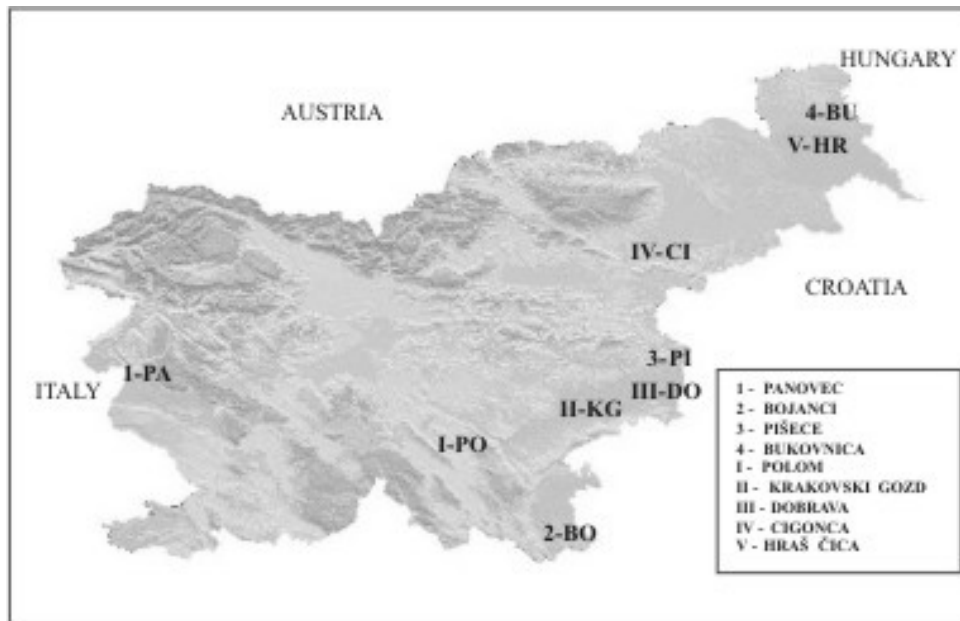 HUNGARY
AUSTRIA
4-BU
V-HR
IV-CI
CROATIA
3-PI
1-PA
ITALY
III-DO
II-KG
I-PO
2-BO
1 - PANOVEC
2 - BOJANCI
3 - PIŠECE
4 - BUKOVNICA
I - POLOM
II - KRAKOVSKI GOZD
III - DOBRAVA
IV - CIGONCA
V - HRAŠ ČICA